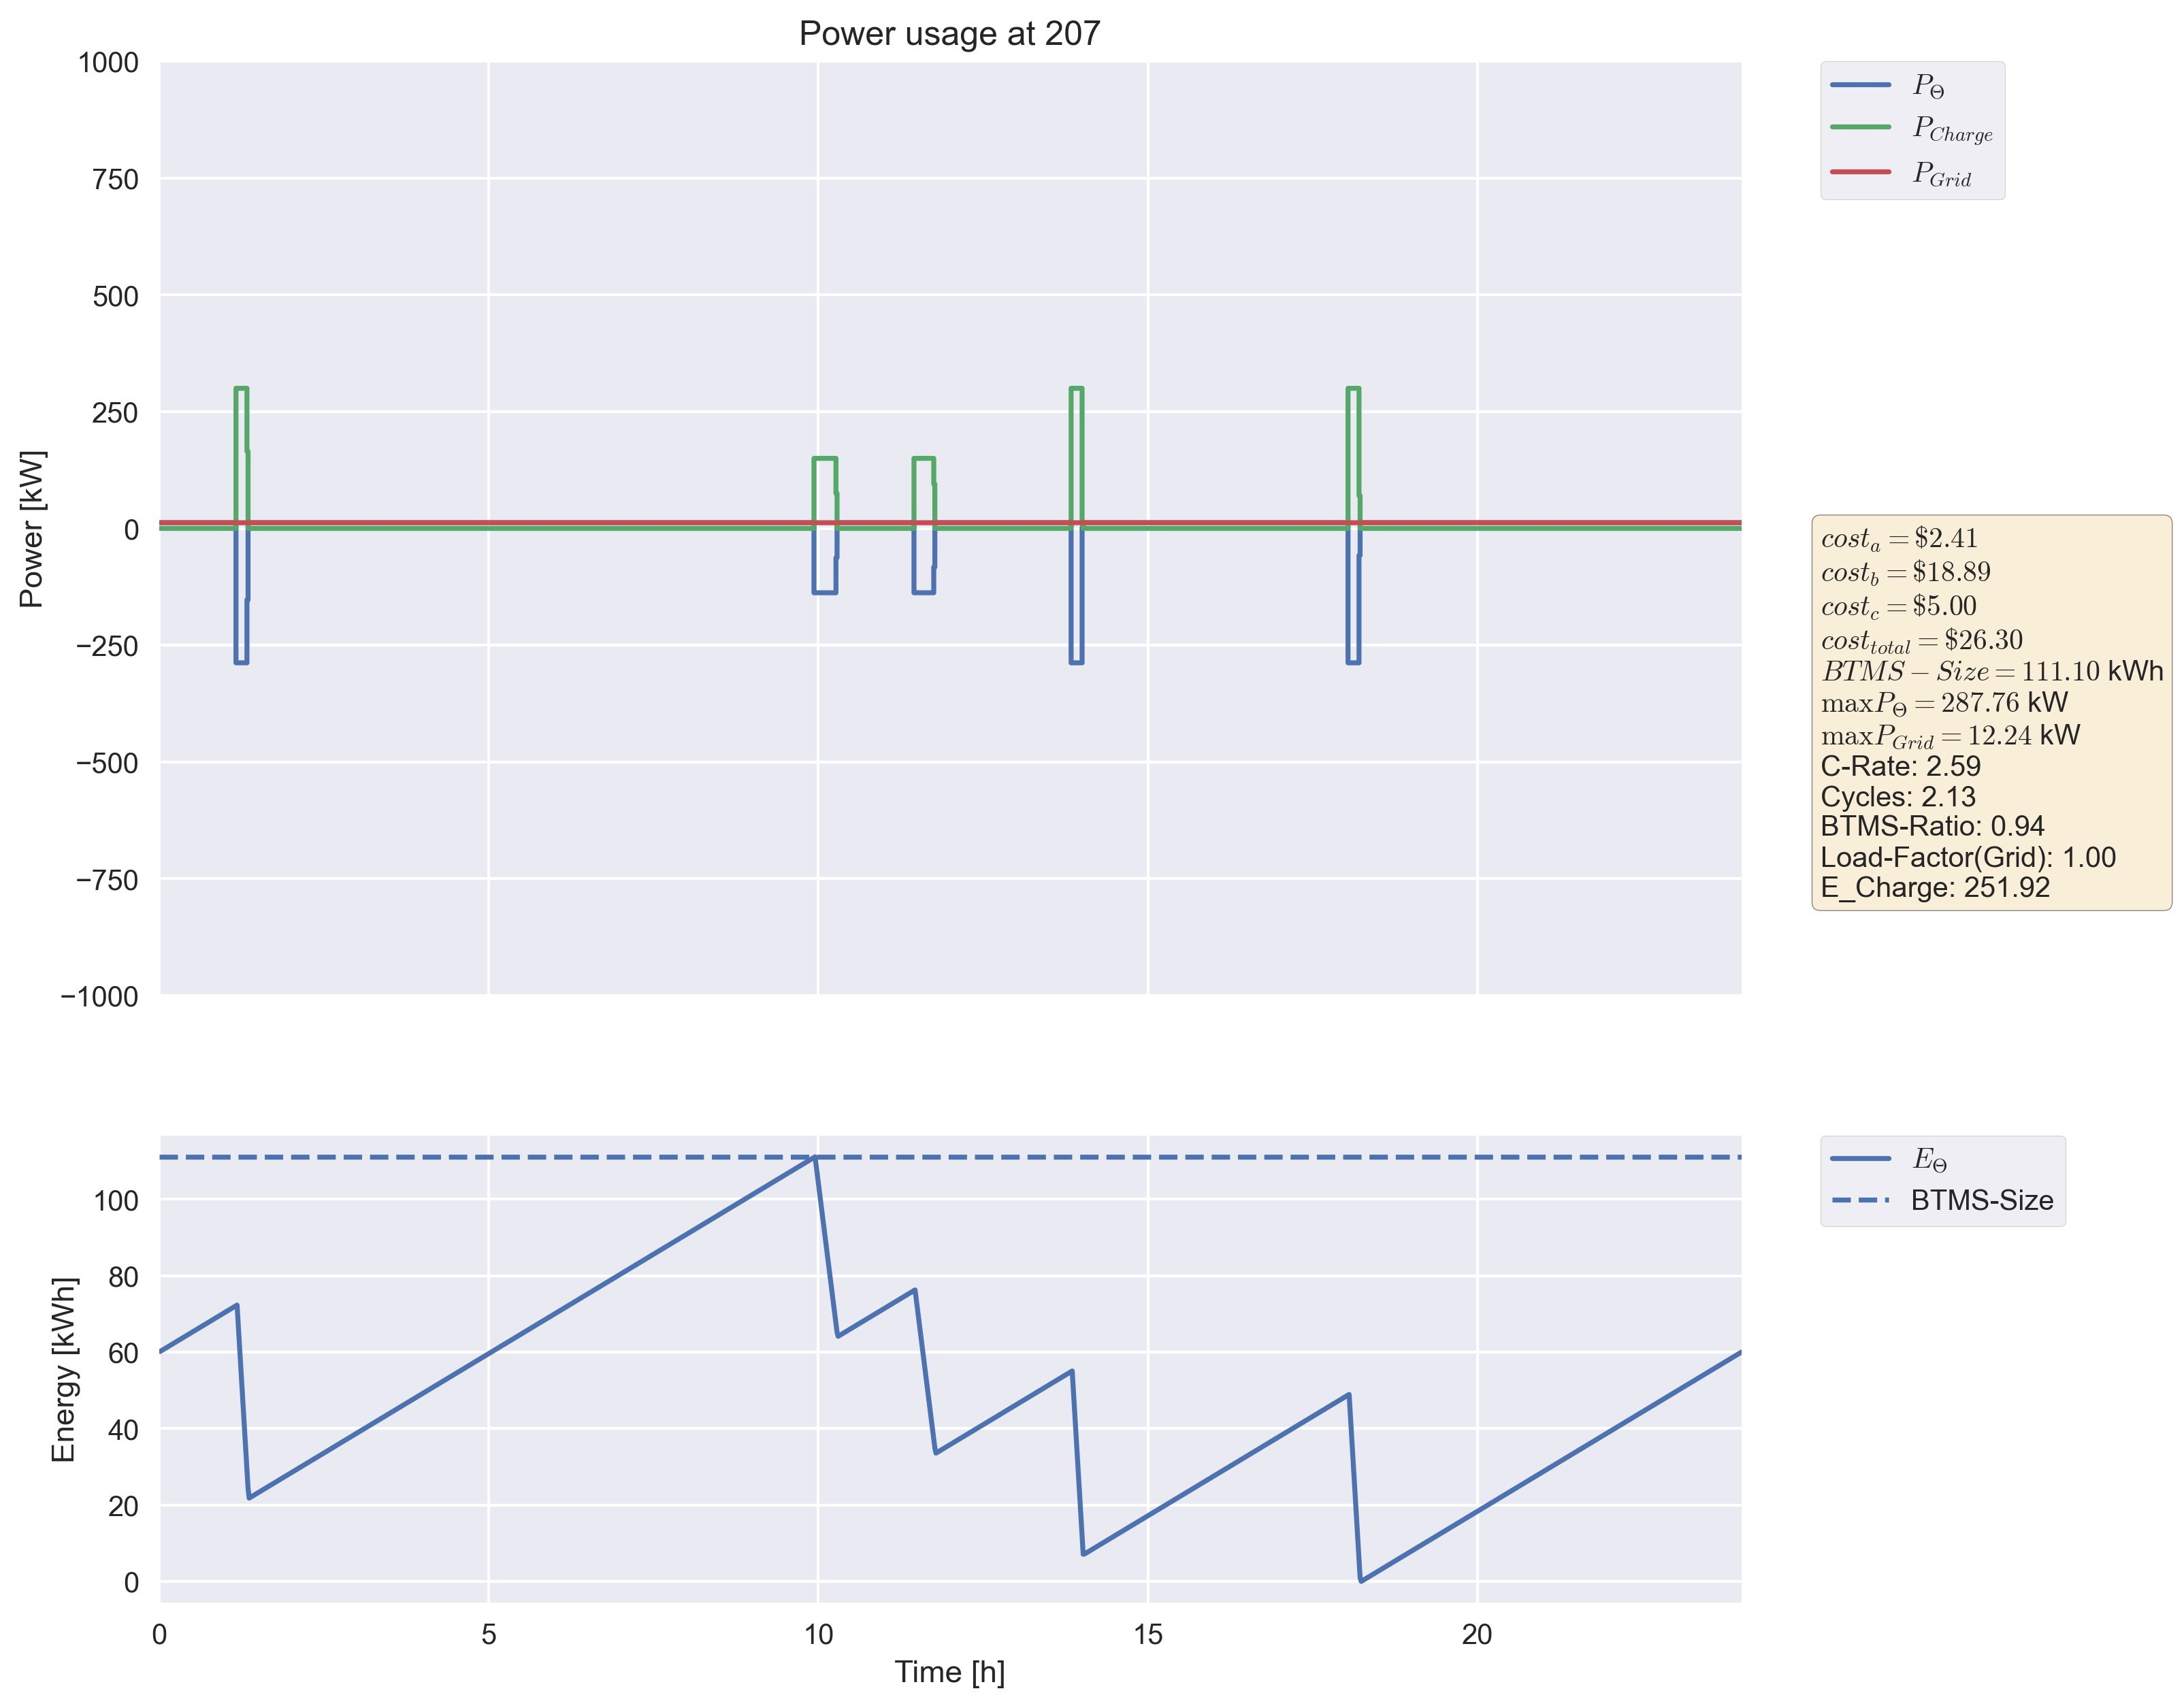 Power usage at 207
1000
750
500
250
0
−250
−500
−750
−1000
Power [kW]
P_Θ
P_Charge
P_Grid
cost_a = $2.41
cost_b = $18.89
cost_c = $5.00
cost_total = $26.30
BTMS − Size = 111.10 kWh
maxP_Θ = 287.76 kW
maxP_Grid = 12.24 kW
C-Rate: 2.59
Cycles: 2.13
BTMS-Ratio: 0.94
Load-Factor(Grid): 1.00
E_Charge: 251.92
100
80
60
40
20
0
Energy [kWh]
E_Θ
BTMS-Size
0 5 10 15 20
Time [h]